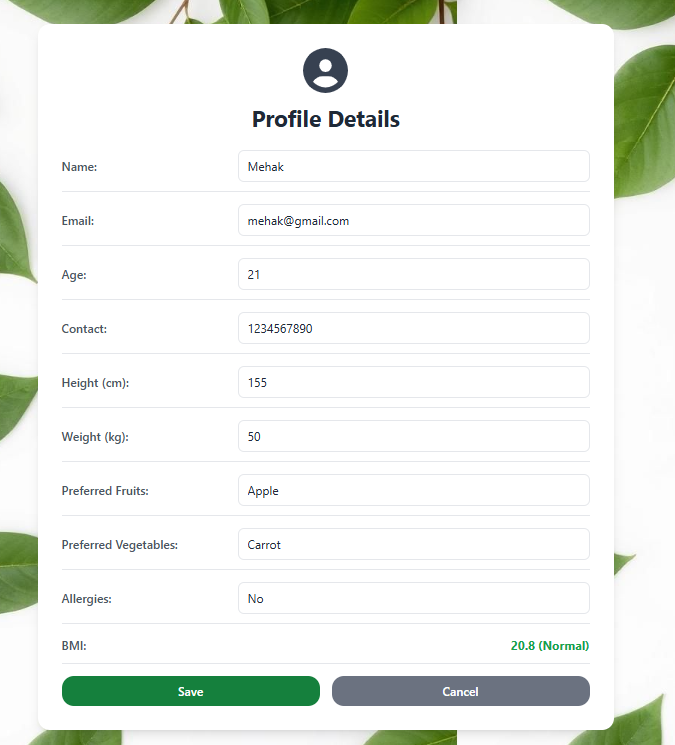 Profile Details
Name: Mehak
Email: mehak@gmail.com
Age: 21
Contact: 1234567890
Height (cm): 155
Weight (kg): 50
Preferred Fruits: Apple
Preferred Vegetables: Carrot
Allergies: No
BMI: 20.8 (Normal)
Save Cancel